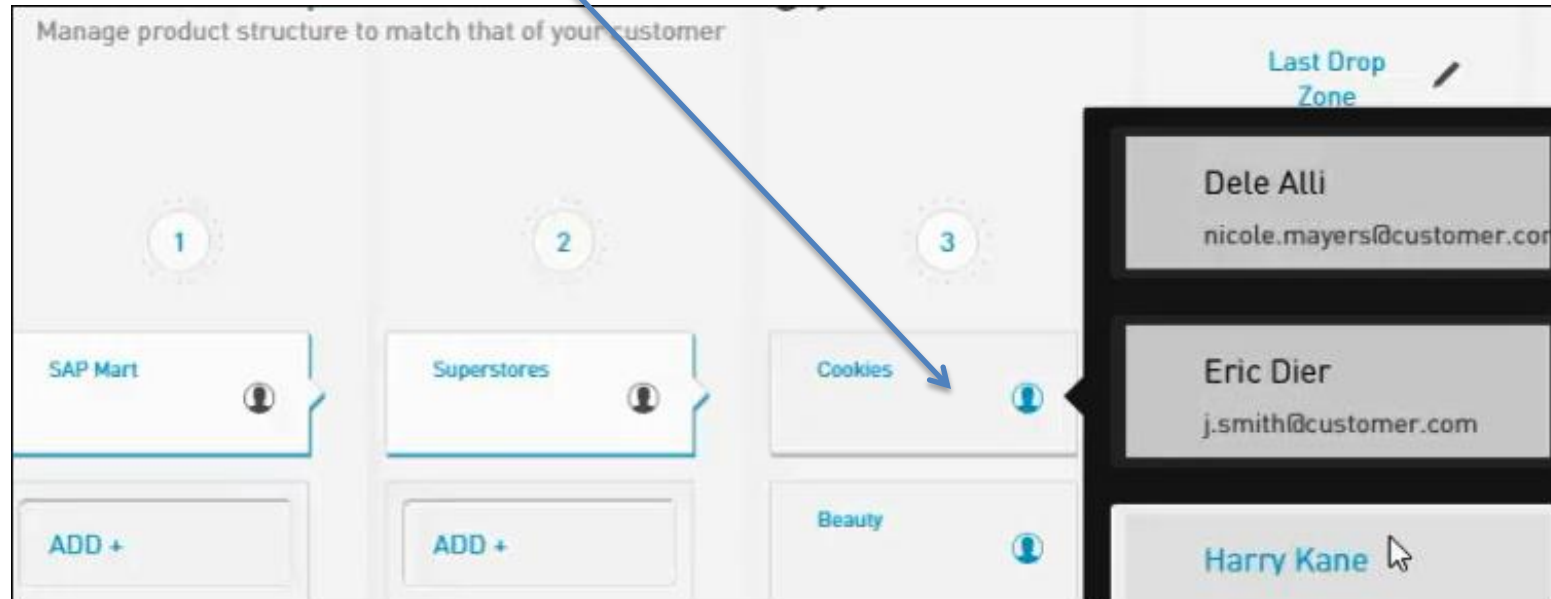 Manage product structure to match that of your customer
Last Drop
Zone
1
2
3
SAP Mart
Superstores
Cookies
ADD +
ADD +
Beauty
Dele Alli
nicole.mayers@customer.cor
Eric Dier
j.smith@customer.com
Harry Kane